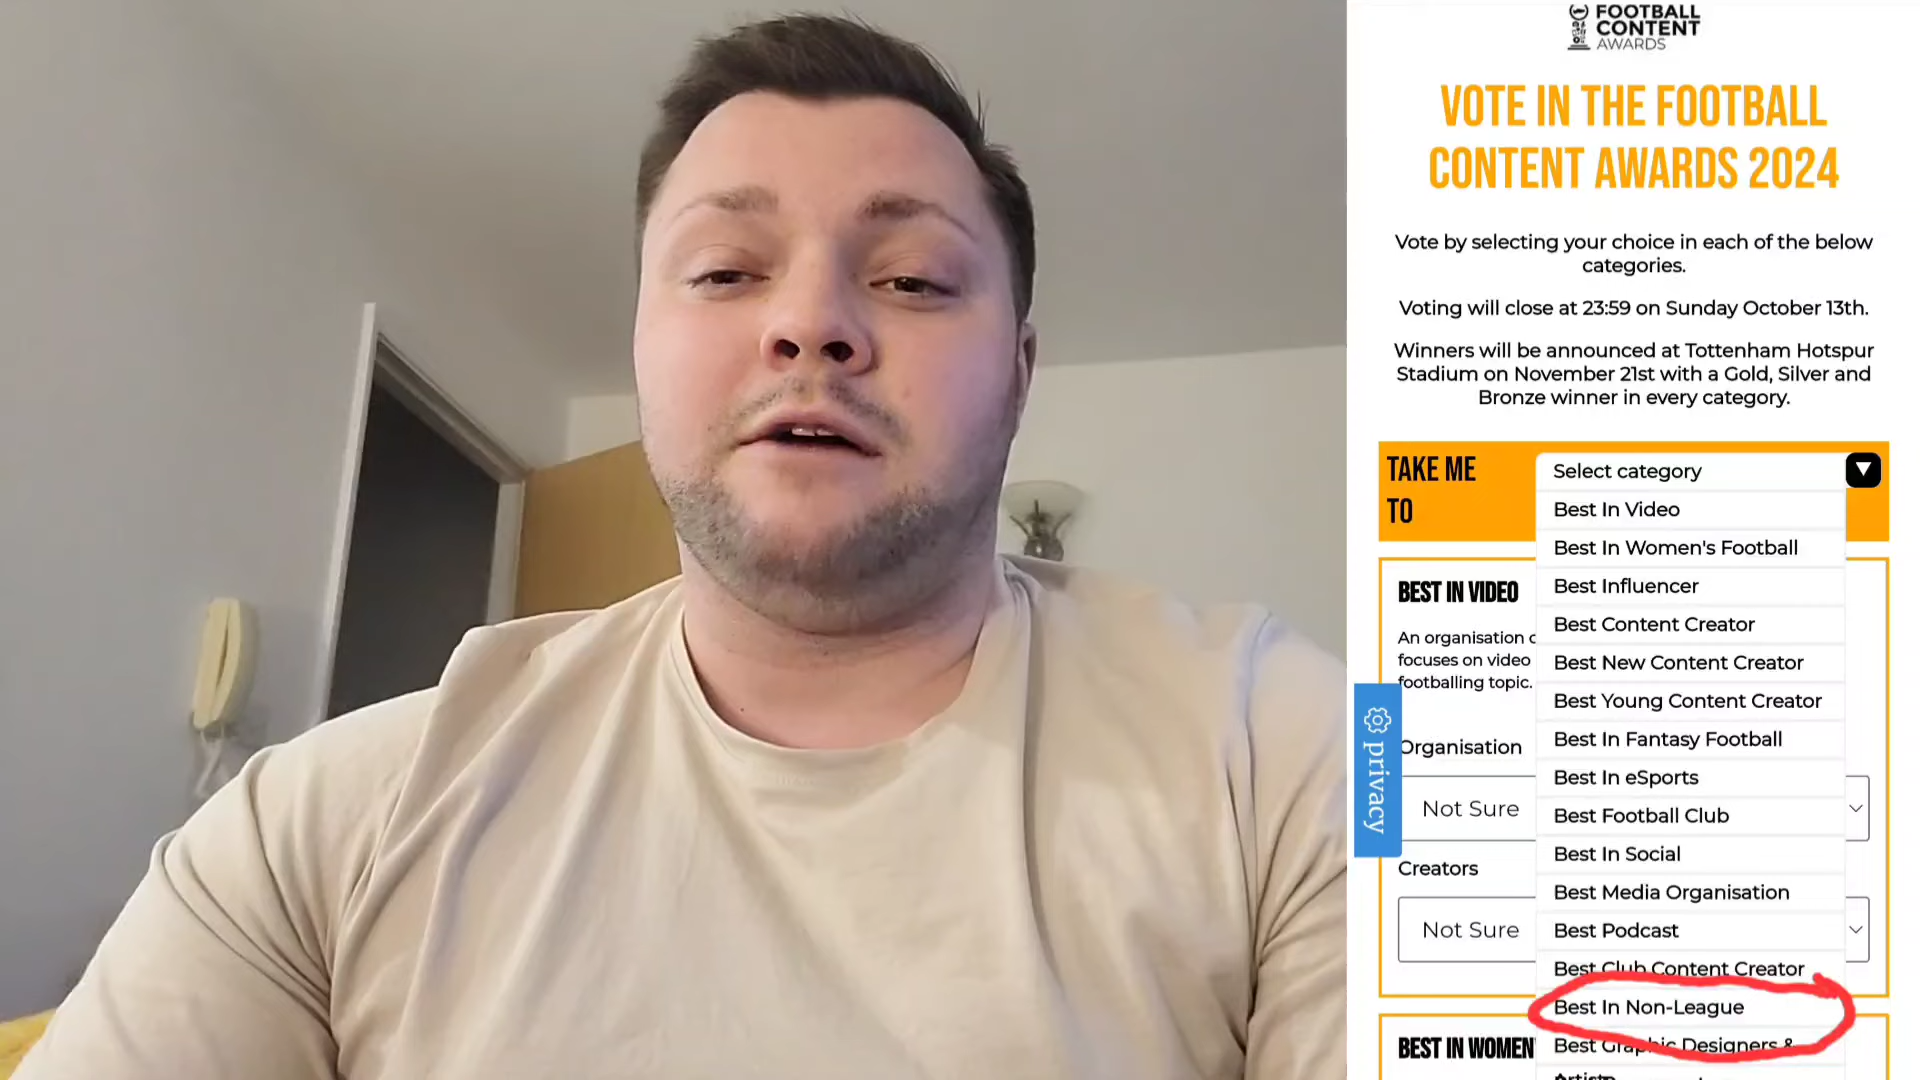 FOOTBALL
CONTENT
AWARDS
VOTE IN THE FOOTBALL
CONTENT AWARDS 2024
Vote by selecting your choice in each of the below
categories.
Voting will close at 23:59 on Sunday October 13th.
Winners will be announced at Tottenham Hotspur
Stadium on November 21st with a Gold, Silver and
Bronze winner in every category.
TAKE ME
TO
Select category
Best In Video
Best In Women's Football
Best Influencer
Best Content Creator
Best New Content Creator
Best Young Content Creator
Best In Fantasy Football
Best In eSports
Best Football Club
Best In Social
Best Media Organisation
Best Podcast
Best Club Content Creator
Best In Non-League
Best Graphic Designers &
BEST IN VIDEO
An organisation
focuses on video
footballing topic.
privacy
Organisation
Not Sure
Creators
Not Sure
BEST IN WOMEN